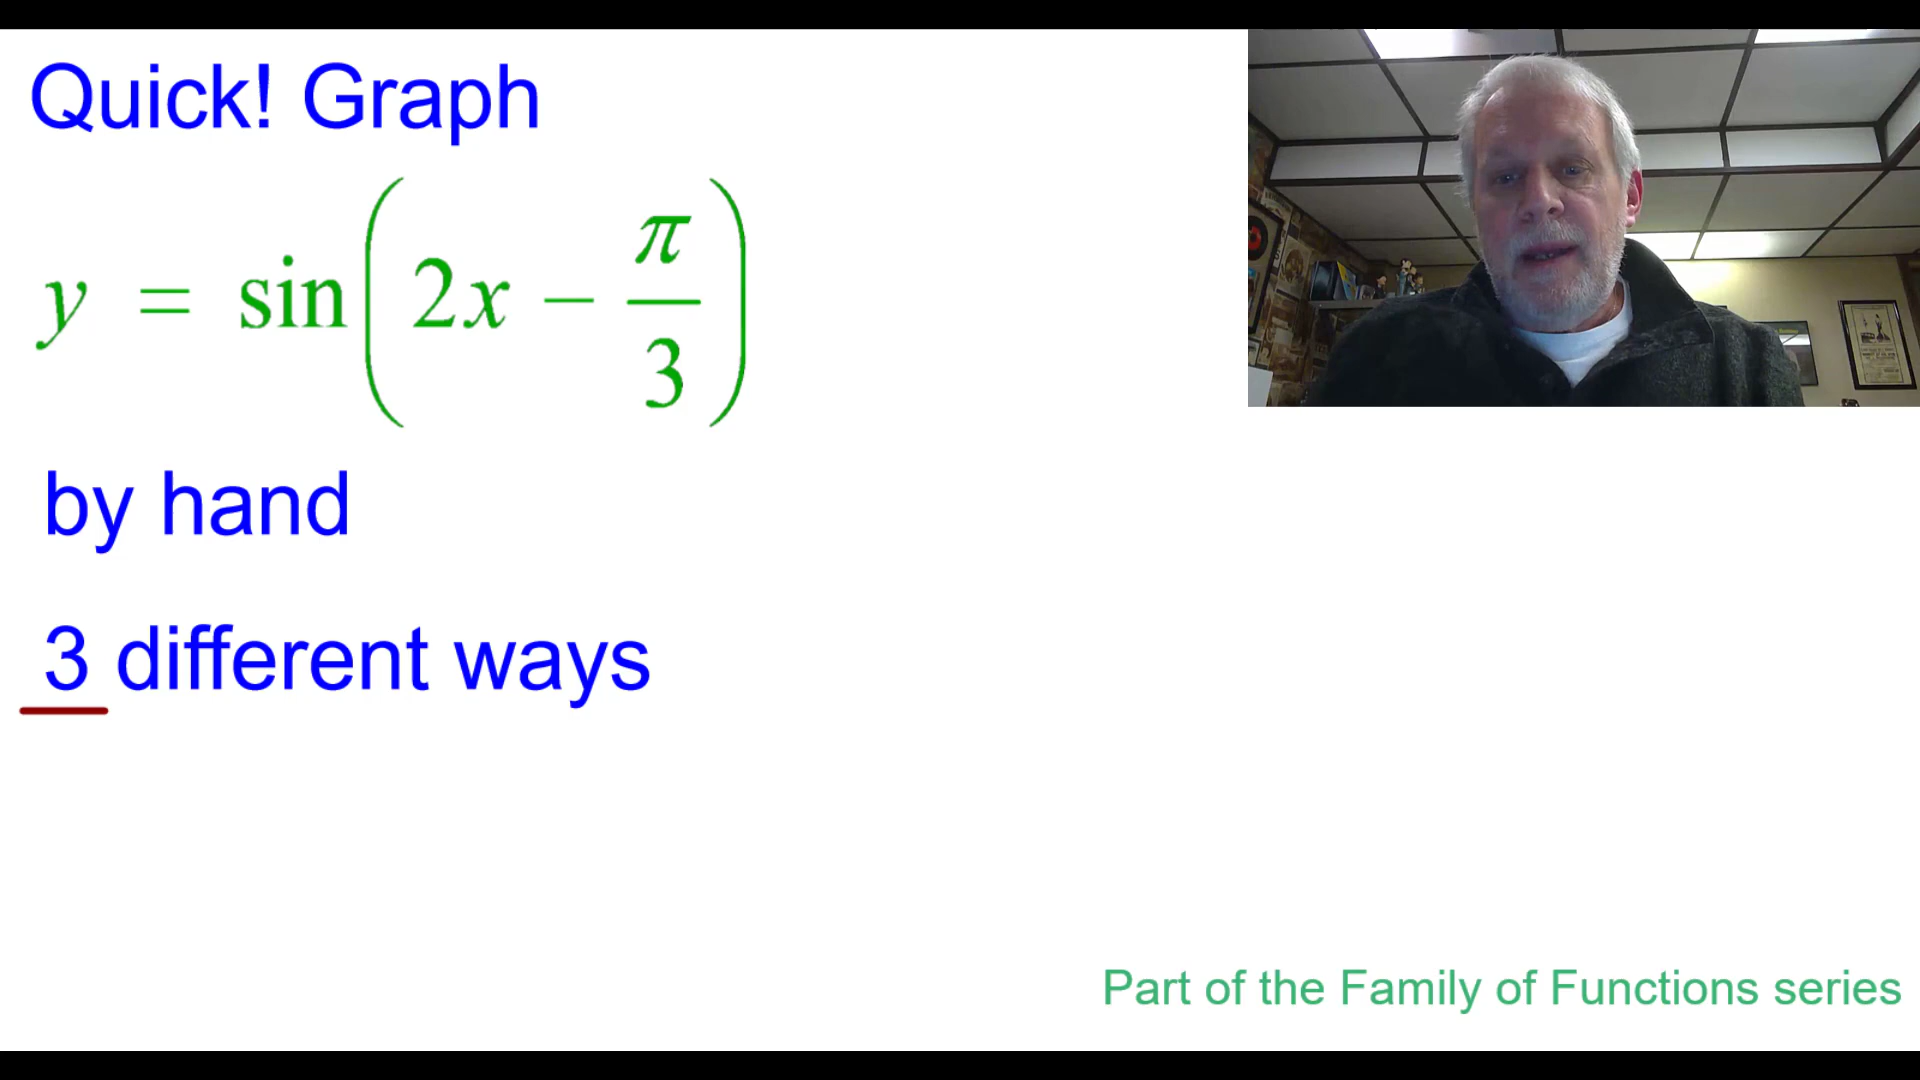 Quick! Graph
y = sin(2x − π/3)
by hand
3 different ways
Part of the Family of Functions series